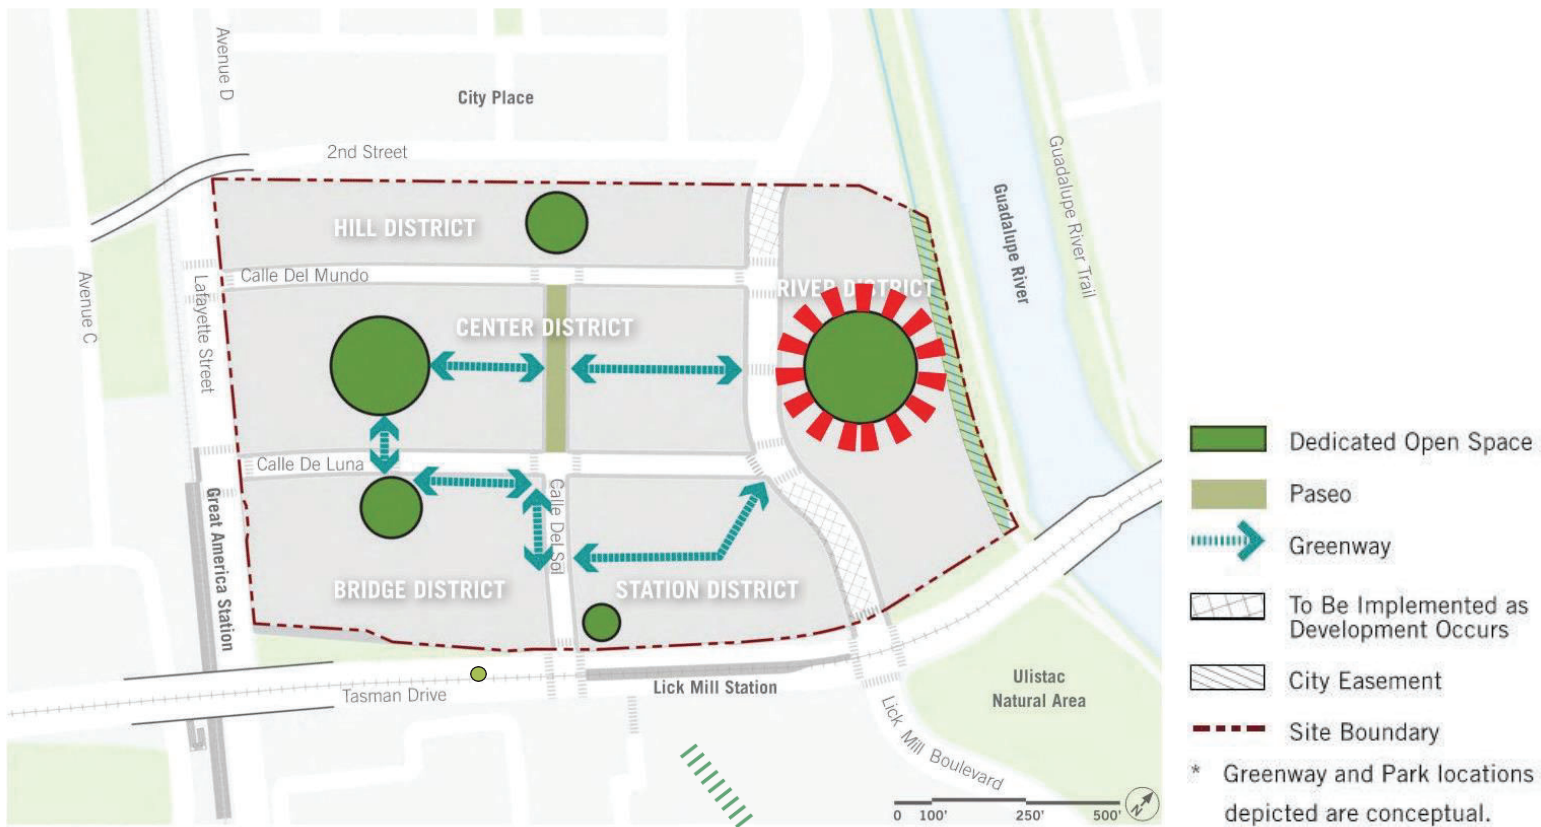 Avenue D
City Place
2nd Street
HILL DISTRICT
Guadalupe River Trail
Guadalupe River
Avenue C
Lafayette Street
Calle Del Mundo
RIVER DISTRICT
CENTER DISTRICT
Calle De Luna
Great America Station
Calle Del Sol
BRIDGE DISTRICT
STATION DISTRICT
Tasman Drive
Lick Mill Station
Ulistac
Natural Area
Lick Mill Boulevard
0 100' 250' 500'
N
Dedicated Open Space
Paseo
Greenway
To Be Implemented as
Development Occurs
City Easement
Site Boundary
* Greenway and Park locations
depicted are conceptual.